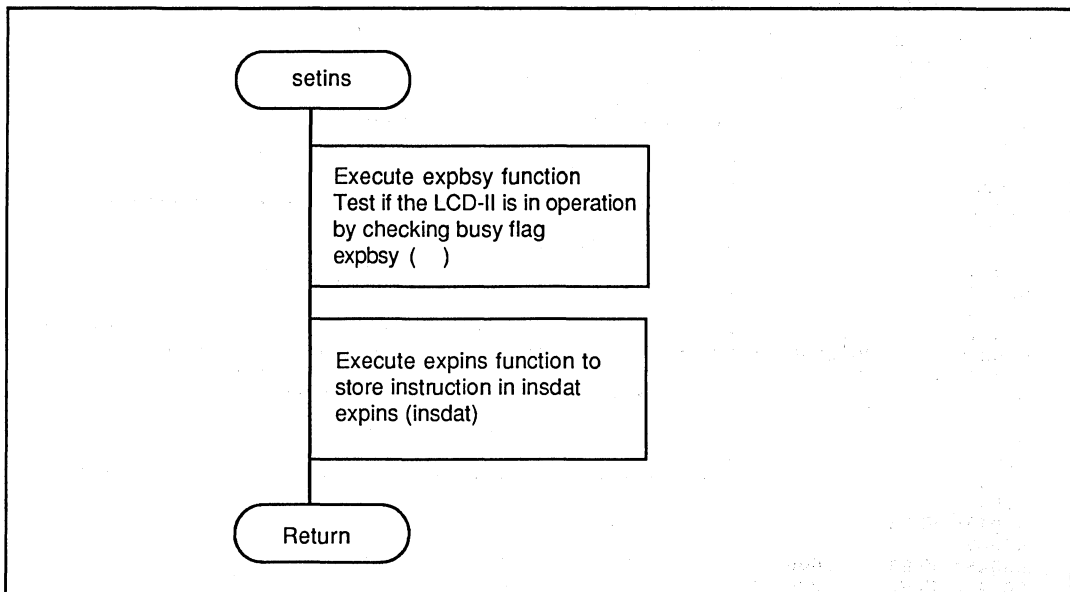 setins
Execute expbsy function
Test if the LCD-II is in operation
by checking busy flag
expbsy (   )
Execute expins function to
store instruction in insdat
expins (insdat)
Return